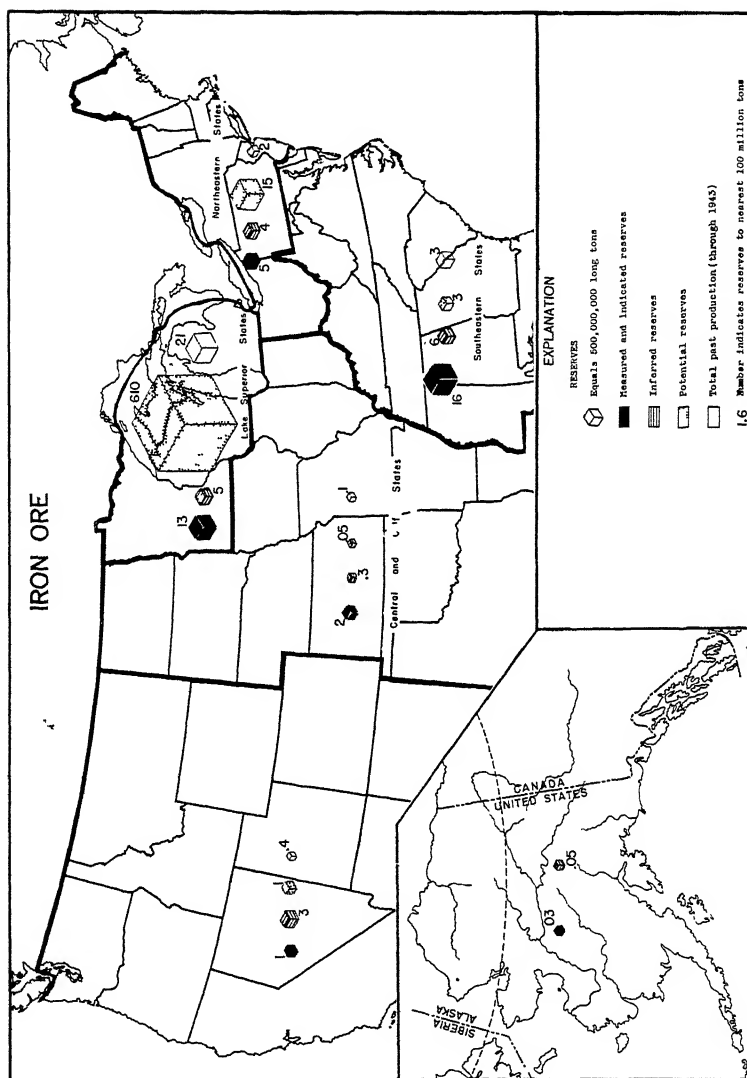 IRON ORE
1
3
1
.4
13
5
610
21
Lake Superior States
2
.3
.05
Central and
States
5
4
15
2
Northeastern States
16
6
3
3
Southeastern States
SIBERIA
ALASKA
CANADA
UNITED STATES
.03
.05
EXPLANATION
RESERVES
Equals 500,000,000 long tons
Measured and Indicated reserves
Inferred reserves
Potential reserves
Total past production (through 1943)
1.6 Number indicates reserves to nearest 100 million tons